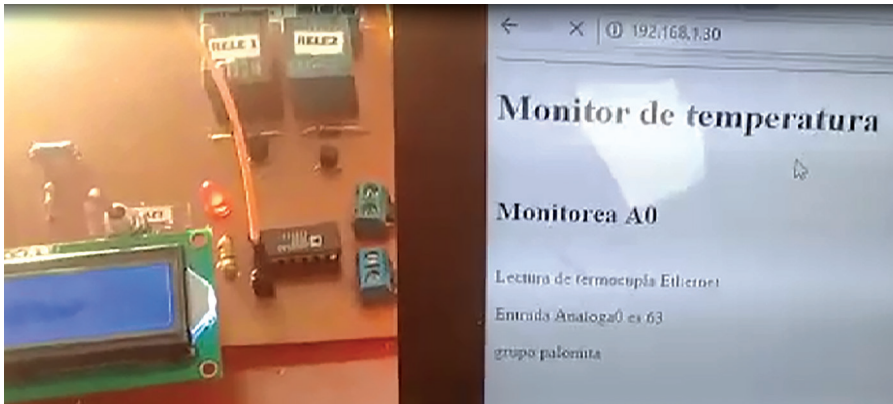 RELE 1
RELE2
192.168.1.30
Monitor de temperatura
Monitorea A0
Lectura de termocupla Ethernet
Entrada Analoga0 es 63
grupo palomita